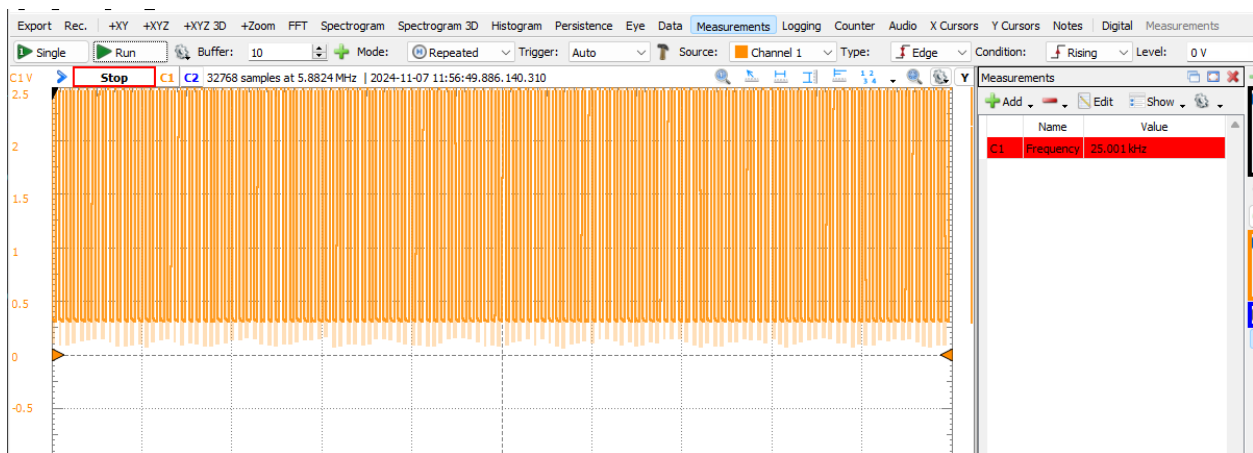 Export Rec. +XY +XYZ +XYZ 3D +Zoom FFT Spectrogram Spectrogram 3D Histogram Persistence Eye Data Measurements Logging Counter Audio X Cursors Y Cursors Notes Digital Measurements
Single Run Buffer: 10 Mode: Repeated Trigger: Auto Source: Channel 1 Type: Edge Condition: Rising Level: 0 V
C1 V Stop C1 C2 32768 samples at 5.8824 MHz | 2024-11-07 11:56:49.886.140.310 Y Measurements
Add Edit Show
Name Value
C1 Frequency 25.001 kHz
2.5
2
1.5
1
0.5
0
-0.5